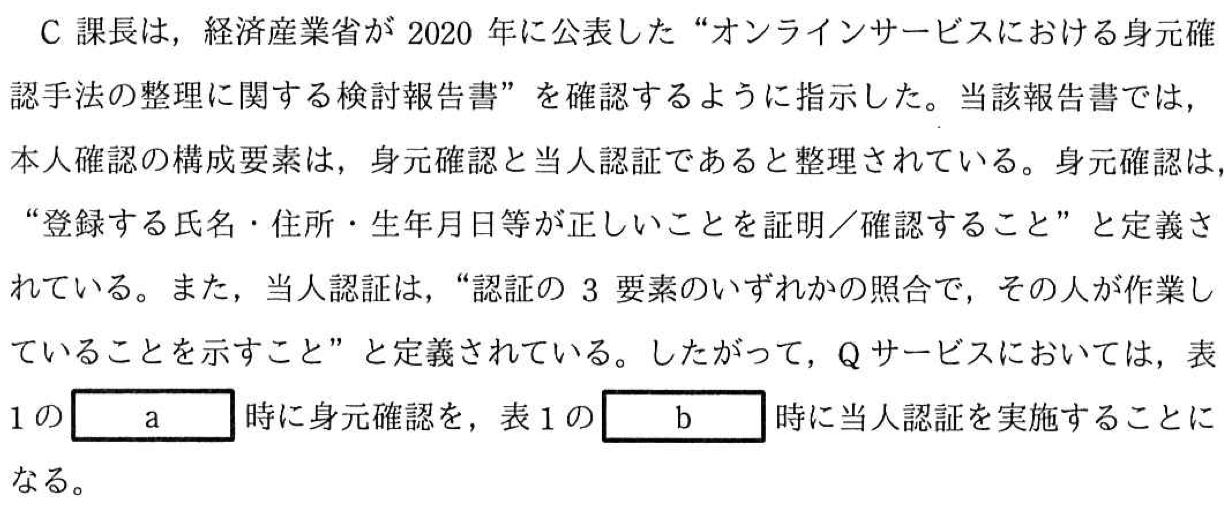 C 課長は，経済産業省が 2020 年に公表した“オンラインサービスにおける身元確
認手法の整理に関する検討報告書”を確認するように指示した。当該報告書では，
本人確認の構成要素は，身元確認と当人認証であると整理されている。身元確認は，
“登録する氏名・住所・生年月日等が正しいことを証明／確認すること”と定義さ
れている。また，当人認証は，“認証の 3 要素のいずれかの照合で，その人が作業し
ていることを示すこと”と定義されている。したがって，Q サービスにおいては，表
1 の a 時に身元確認を，表 1 の b 時に当人認証を実施することに
なる。